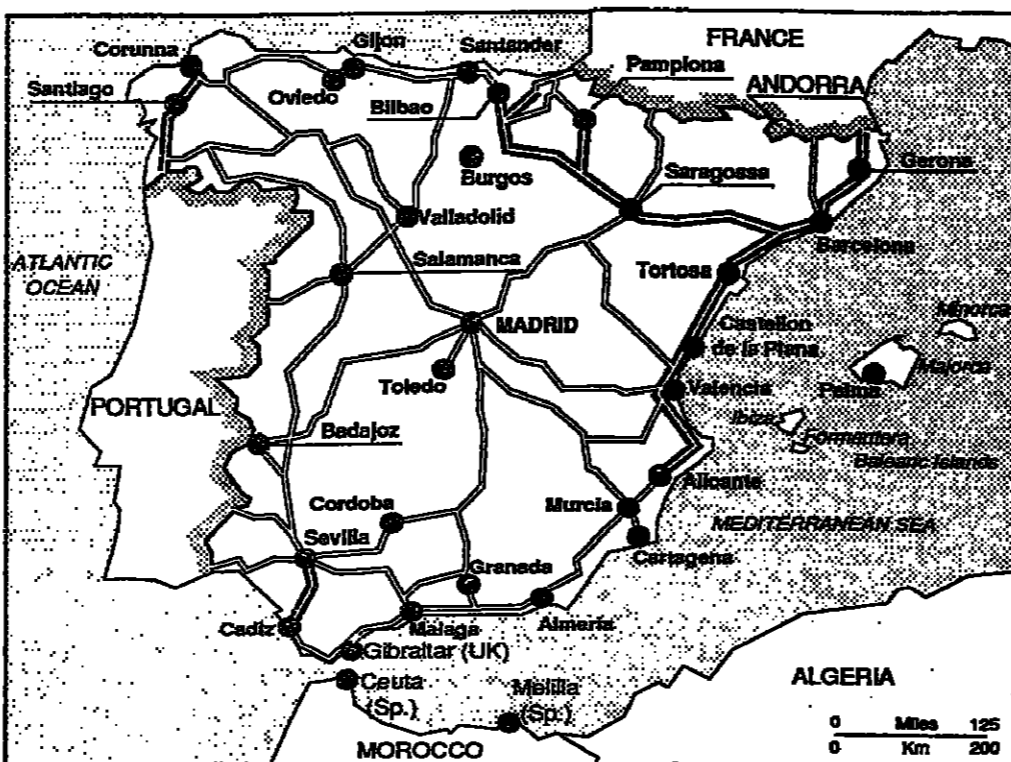 Corunna
Gijon
Santander
FRANCE
Pamplona
ANDORRA
Santiago
Oviedo
Bilbao
Burgos
Saragossa
Gerona
Valladolid
Salamanca
Barcelona
ATLANTIC
OCEAN
Tortosa
Minorca
MADRID
Castellon
de la Plana
Majorca
Toledo
Valencia
Palma
PORTUGAL
Ibiza
Badajoz
Formentera
Balearic Islands
Alicante
Cordoba
Murcia
MEDITERRANEAN SEA
Sevilla
Cartagena
Granada
Cadiz
Malaga
Almeria
Gibraltar (UK)
Ceuta
(Sp.)
Melilla
(Sp.)
ALGERIA
MOROCCO
0 Miles 125
0 Km 200